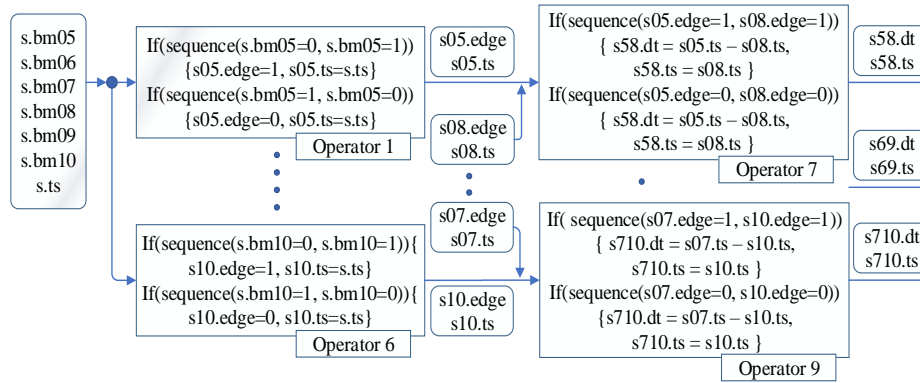 s.bm05
s.bm06
s.bm07
s.bm08
s.bm09
s.bm10
s.ts
If(sequence(s.bm05=0, s.bm05=1))
{s05.edge=1, s05.ts=s.ts}
If(sequence(s.bm05=1, s.bm05=0))
{s05.edge=0, s05.ts=s.ts}
Operator 1
If(sequence(s.bm10=0, s.bm10=1)){
s10.edge=1, s10.ts=s.ts}
If(sequence(s.bm10=1, s.bm10=0)){
s10.edge=0, s10.ts=s.ts}
Operator 6
s05.edge
s05.ts
s08.edge
s08.ts
s07.edge
s07.ts
s10.edge
s10.ts
If(sequence(s05.edge=1, s08.edge=1))
{ s58.dt = s05.ts – s08.ts,
s58.ts = s08.ts }
If(sequence(s05.edge=0, s08.edge=0))
{ s58.dt = s05.ts – s08.ts,
s58.ts = s08.ts }
Operator 7
If( sequence(s07.edge=1, s10.edge=1))
{ s710.dt = s07.ts – s10.ts,
s710.ts = s10.ts }
If(sequence(s07.edge=0, s10.edge=0))
{s710.dt = s07.ts – s10.ts,
s710.ts = s10.ts }
Operator 9
s58.dt
s58.ts
s69.dt
s69.ts
s710.dt
s710.ts